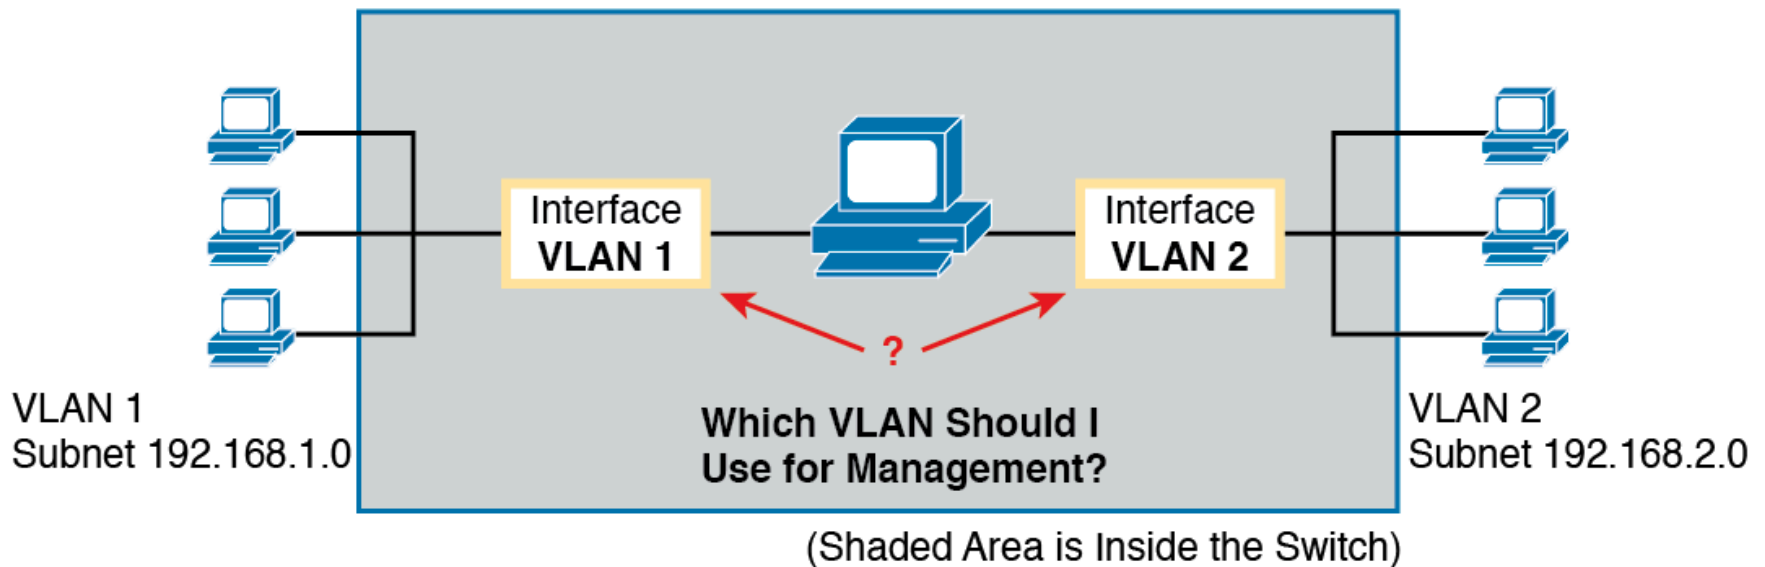 Interface
VLAN 1
Interface
VLAN 2
?
Which VLAN Should I
Use for Management?
VLAN 1
Subnet 192.168.1.0
VLAN 2
Subnet 192.168.2.0
(Shaded Area is Inside the Switch)